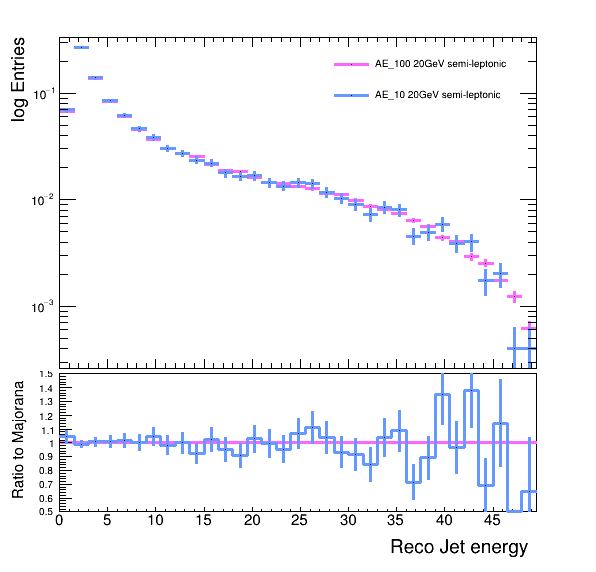 log Entries
AE_100 20GeV semi-leptonic
AE_10 20GeV semi-leptonic
10⁻¹
10⁻²
10⁻³
Ratio to Majorana
1.5
1.4
1.3
1.2
1.1
1
0.9
0.8
0.7
0.6
0.5
0 5 10 15 20 25 30 35 40 45
Reco Jet energy